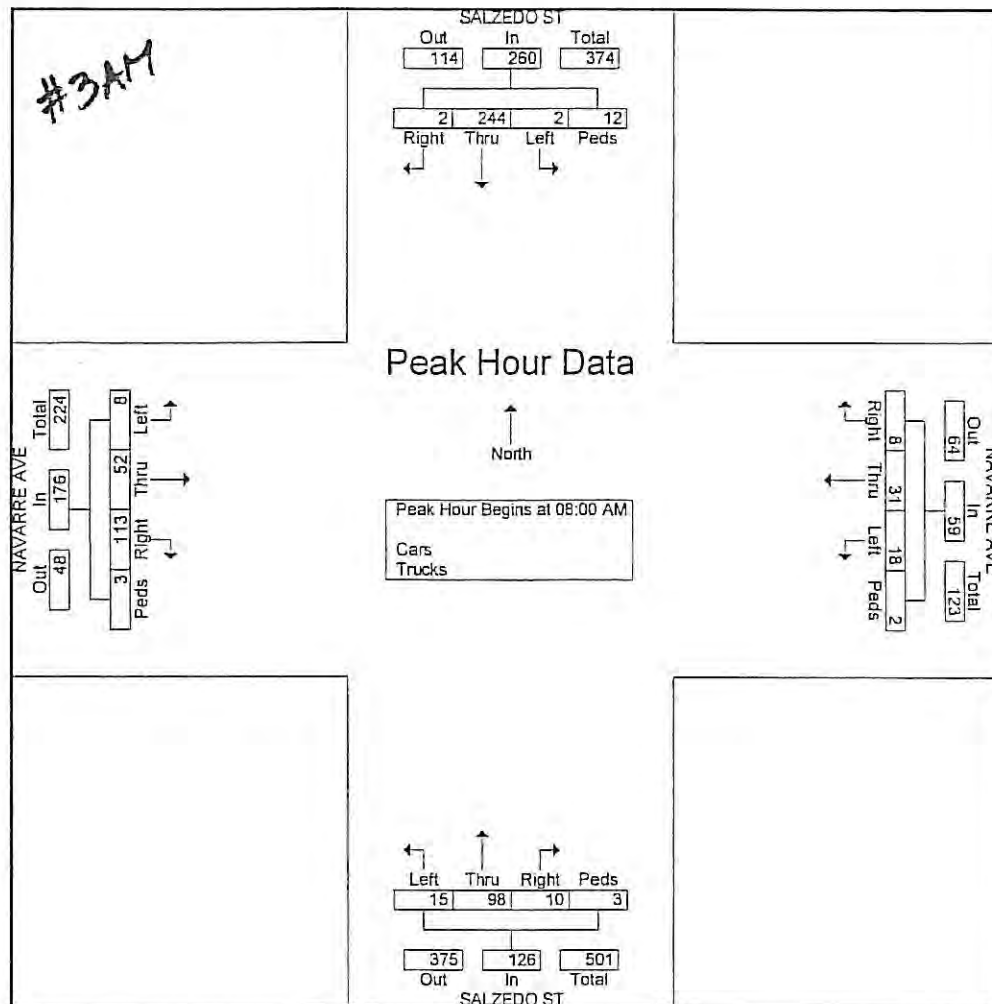 #3AM
SALZEDO ST
Out In Total
114 260 374
2 244 2 12
Right Thru Left Peds
Peak Hour Data
North
Peak Hour Begins at 08:00 AM
Cars
Trucks
NAVARRE AVE
Out In Total
48 176 224
Left Thru Right Peds
8 52 113 3
Right Thru Left Peds
8 31 18 2
Out In Total
64 59 123
NAVARRE AVE
Left Thru Right Peds
15 98 10 3
375 126 501
Out In Total
SALZEDO ST